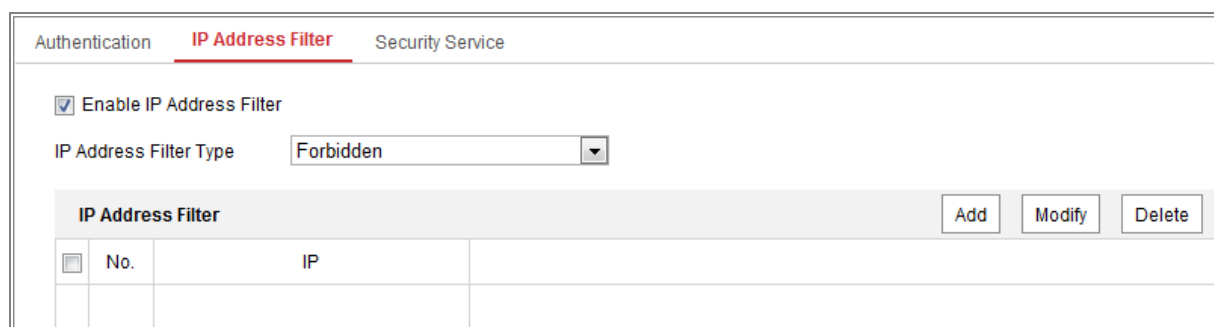 Authentication IP Address Filter Security Service
Enable IP Address Filter
IP Address Filter Type Forbidden
IP Address Filter Add Modify Delete
No. IP